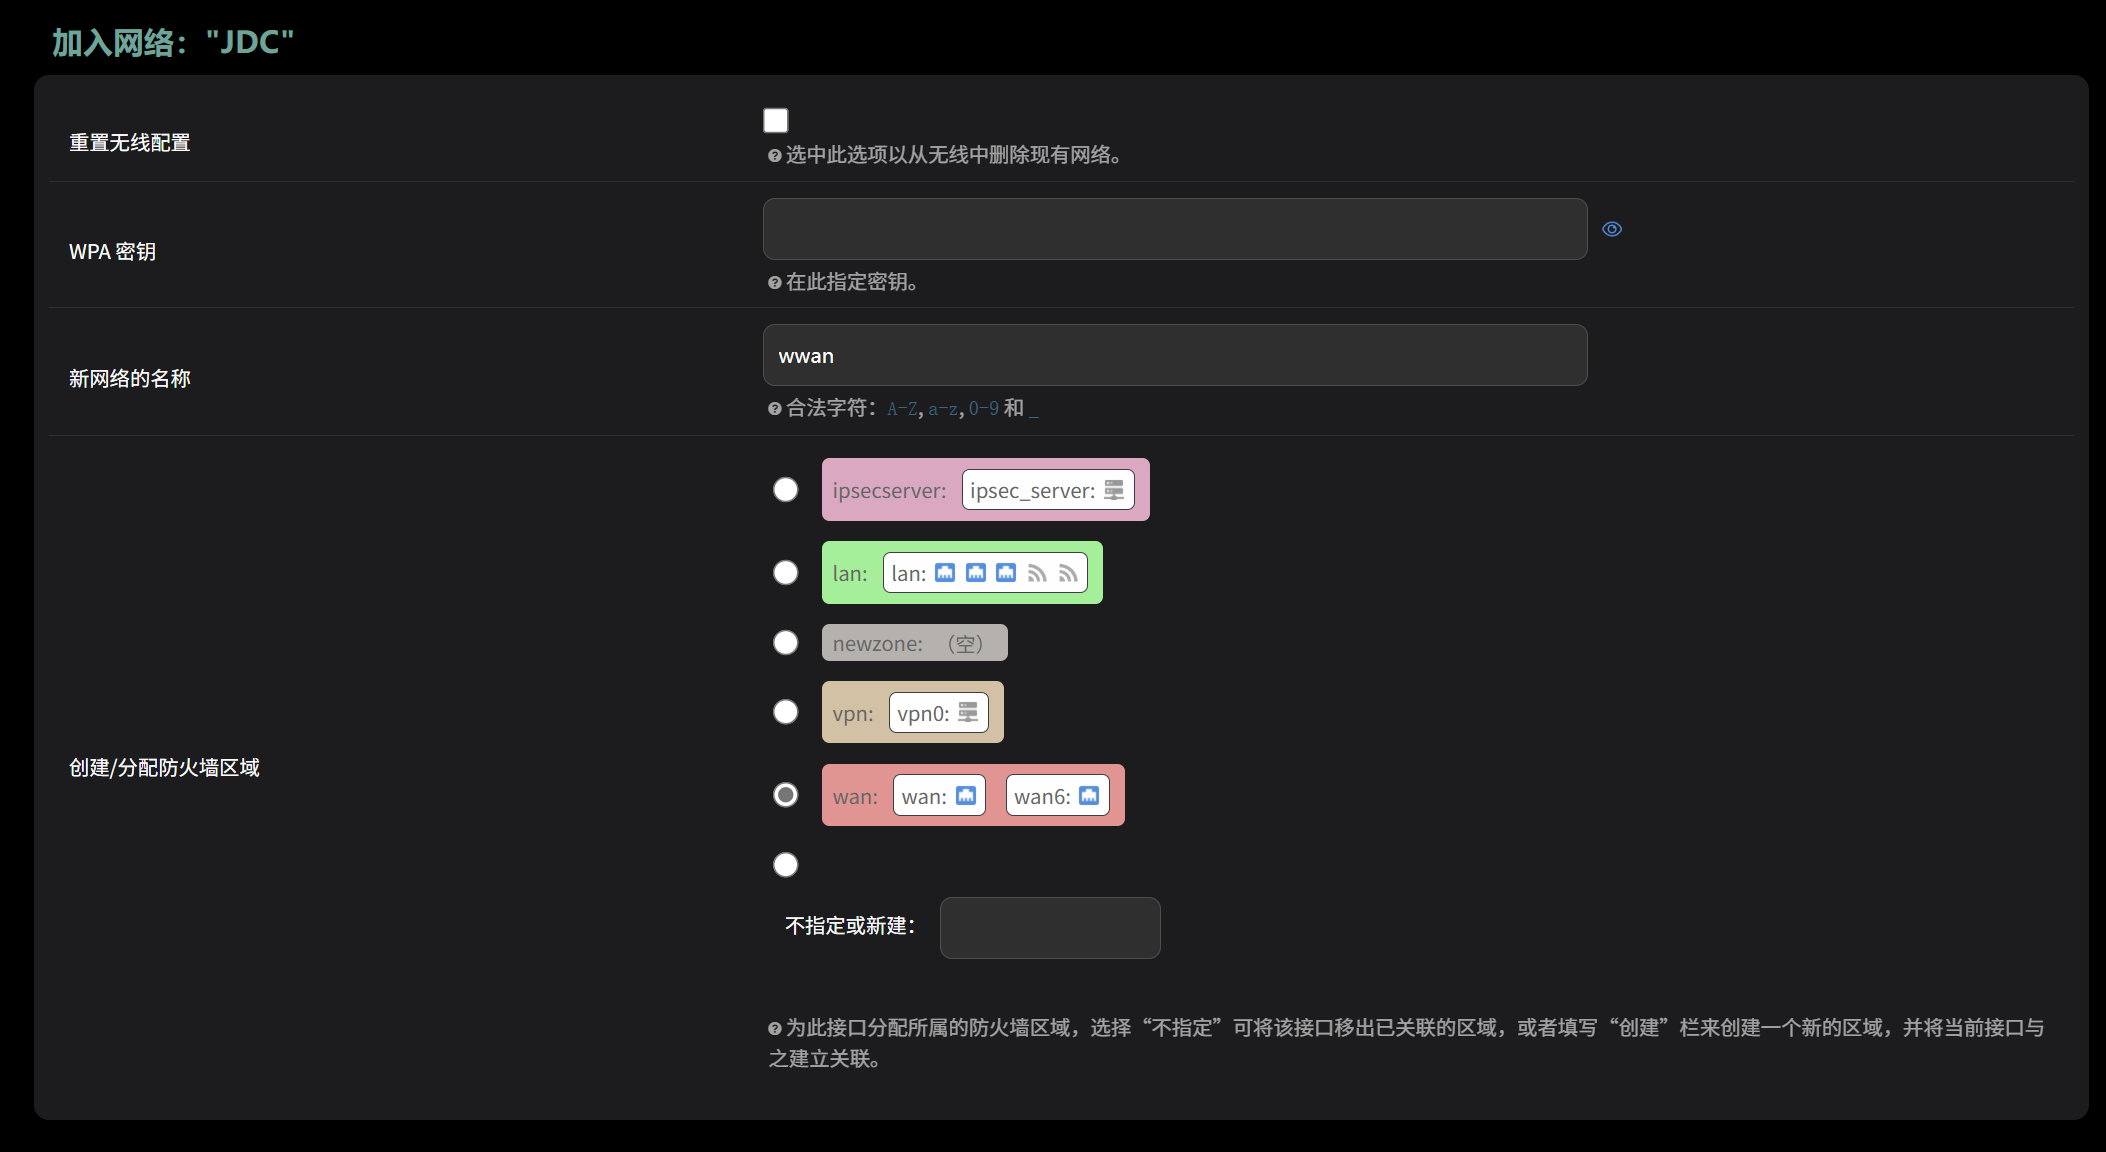 加入网络："JDC"
重置无线配置
选中此选项以从无线中删除现有网络。
WPA 密钥
在此指定密钥。
新网络的名称
wwan
合法字符：A-Z, a-z, 0-9 和 _
创建/分配防火墙区域
ipsecserver: ipsec_server:
lan: lan:
newzone: （空）
vpn: vpn0:
wan: wan: wan6:
不指定或新建：
为此接口分配所属的防火墙区域，选择“不指定”可将该接口移出已关联的区域，或者填写“创建”栏来创建一个新的区域，并将当前接口与
之建立关联。